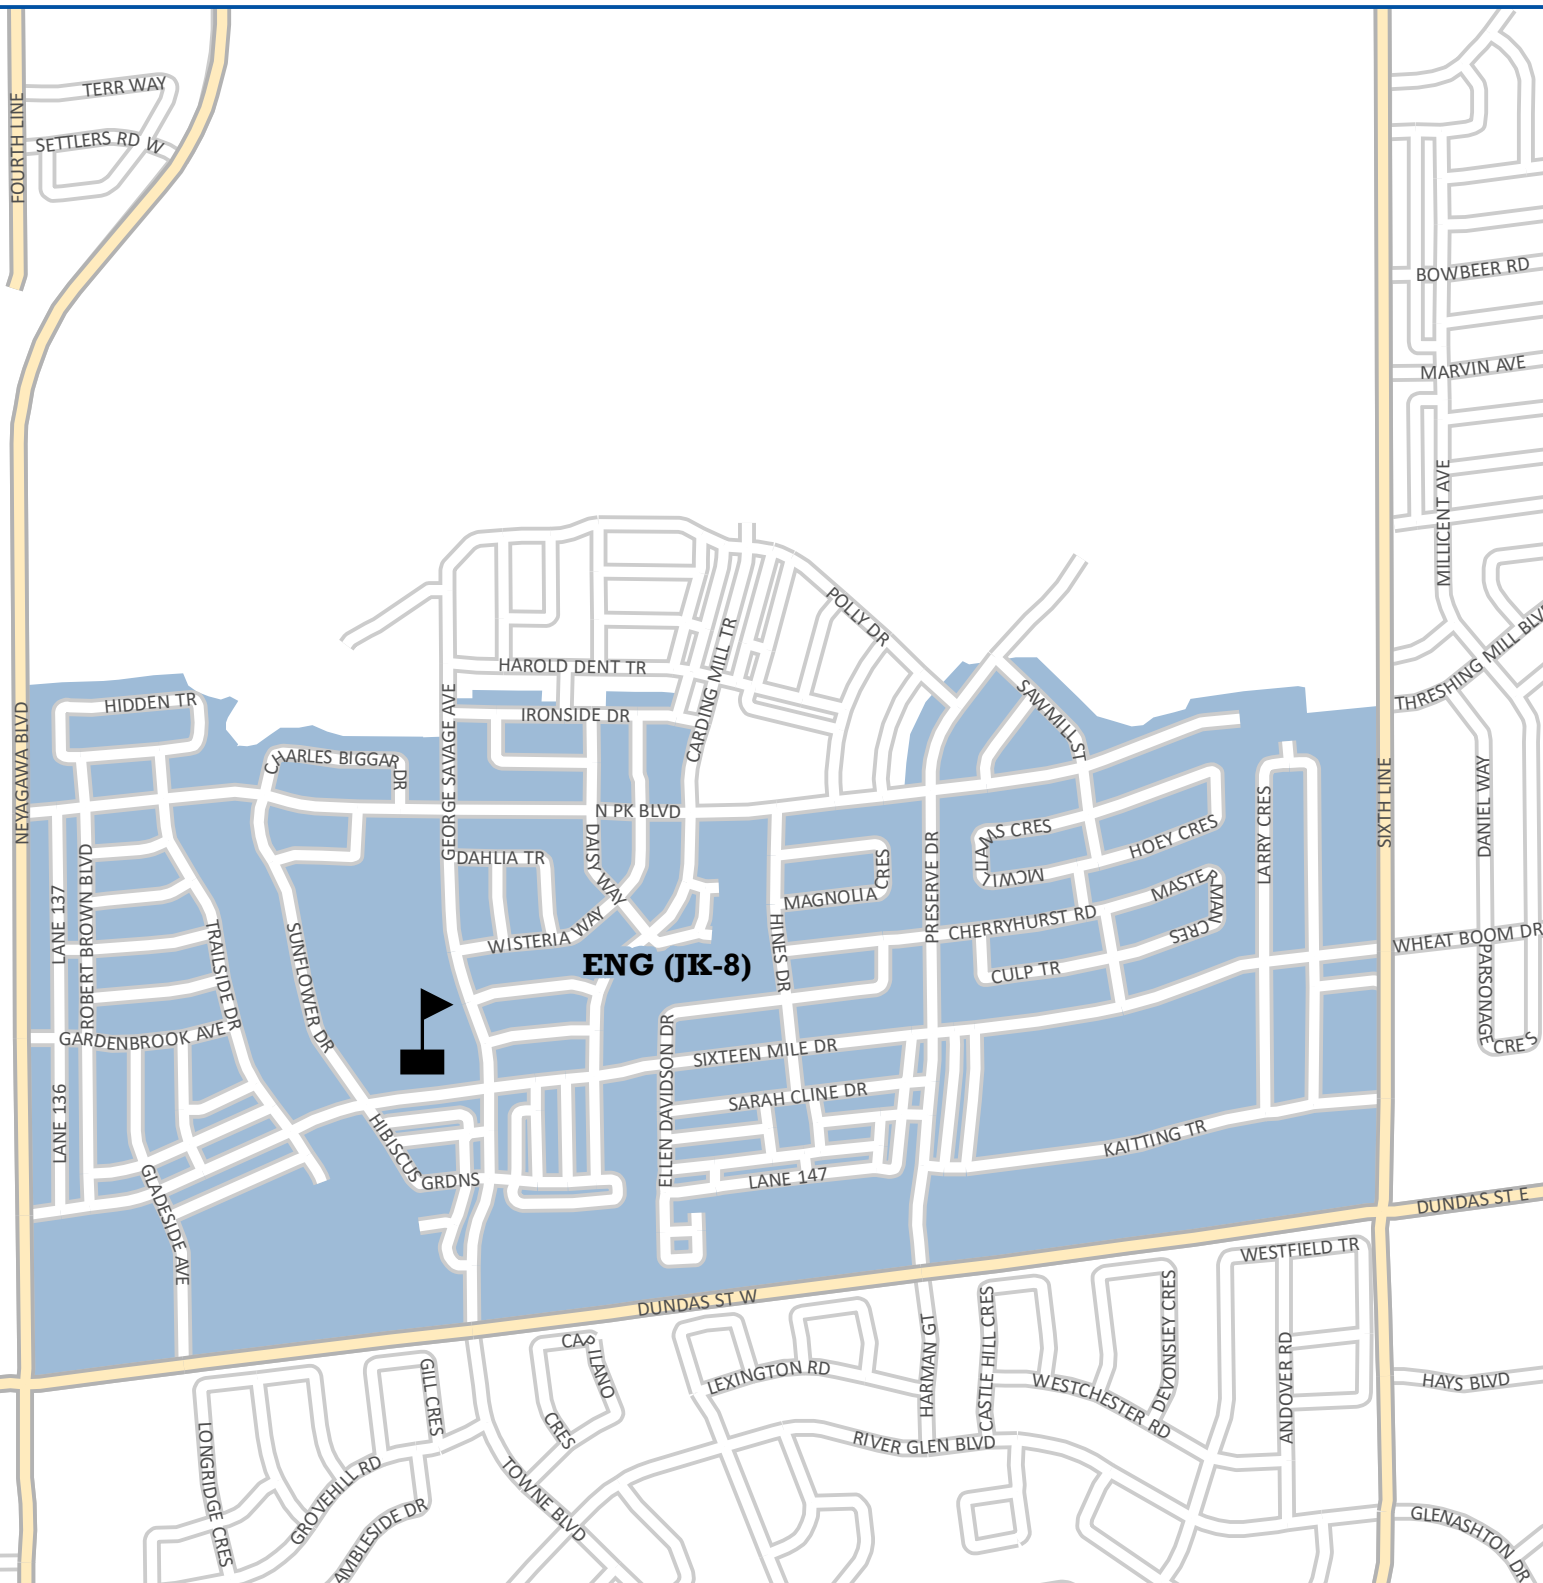 TERR WAY
SETTLERS RD W
FOURTH LINE
BOWBEER RD
MARVIN AVE
MILLICENT AVE
POLLY DR
THRESHING MILL BLV
HAROLD DENT TR
CARDING MILL TR
SAWMILL ST
HIDDEN TR
IRONSIDE DR
GEORGE SAVAGE AVE
NEYAGAWA BLVD
CHARLES BIGGAR DR
N PK BLVD
SIXTH LINE
DANIEL WAY
LARRY CRES
MCWILLIAMS CRES
HOEY CRES
DAHLIA TR
DAISY WAY
MAGNOLIA CRES
PRESERVE DR
MASTERMAN CRES
LANE 137
ROBERT BROWN BLVD
CHERRYHURST RD
WISTERIA WAY
HINES DR
WHEAT BOOM DR
TRAILSIDE DR
SUNFLOWER DR
ENG (JK-8)
CULP TR
PARSONAGE CRES
GARDENBROOK AVE
SIXTEEN MILE DR
ELLEN DAVIDSON DR
SARAH CLINE DR
LANE 136
HIBISCUS GRDNS
KAITTING TR
LANE 147
GLADESIDE AVE
DUNDAS ST E
WESTFIELD TR
DUNDAS ST W
CAPILANO CRES
GILL CRES
LEXINGTON RD
HARMAN GT
CASTLE HILL CRES
DEVONSLEY CRES
WESTCHESTER RD
ANDOVER RD
HAYS BLVD
RIVER GLEN BLVD
LONGRIDGE CRES
GROVEHILL RD
TOWNE BLVD
AMBLESIDE DR
GLENASHTON DR